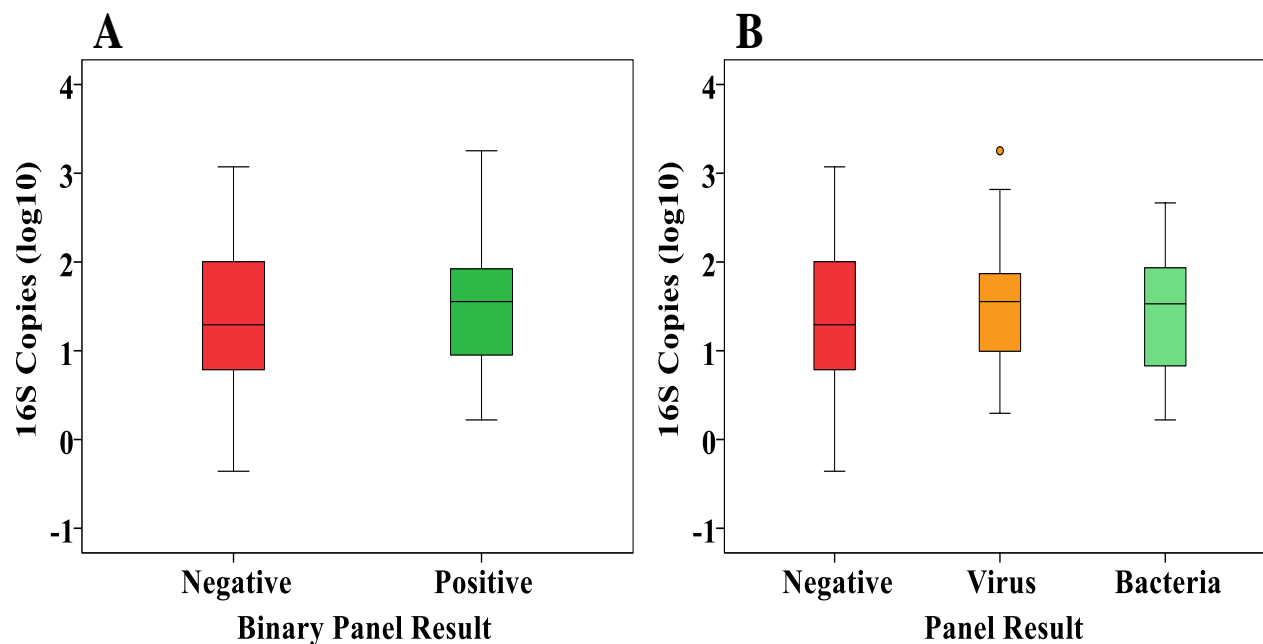 A
16S Copies (log10)
4
3
2
1
0
-1
Negative Positive
Binary Panel Result
B
16S Copies (log10)
4
3
2
1
0
-1
Negative Virus Bacteria
Panel Result